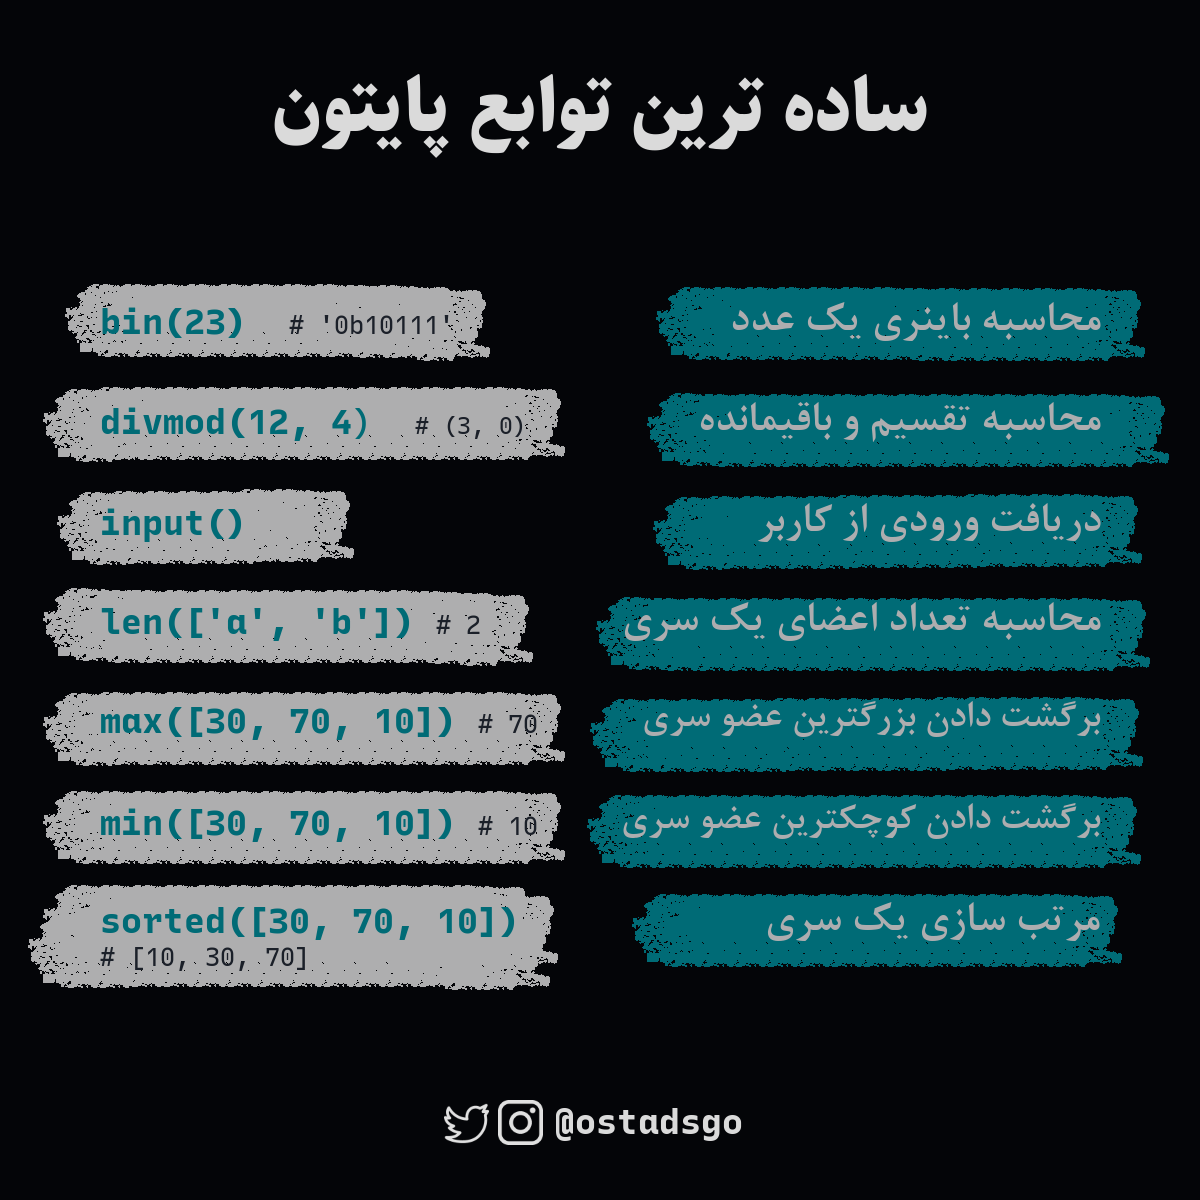 ساده ترین توابع پایتون
محاسبه باینری یک عدد
bin(23) # '0b10111'
محاسبه تقسیم و باقیمانده
divmod(12, 4) # (3, 0)
دریافت ورودی از کاربر
input()
محاسبه تعداد اعضای یک سری
len(['a', 'b']) # 2
برگشت دادن بزرگترین عضو سری
max([30, 70, 10]) # 70
برگشت دادن کوچکترین عضو سری
min([30, 70, 10]) # 10
مرتب سازی یک سری
sorted([30, 70, 10])
# [10, 30, 70]
@ostadsgo